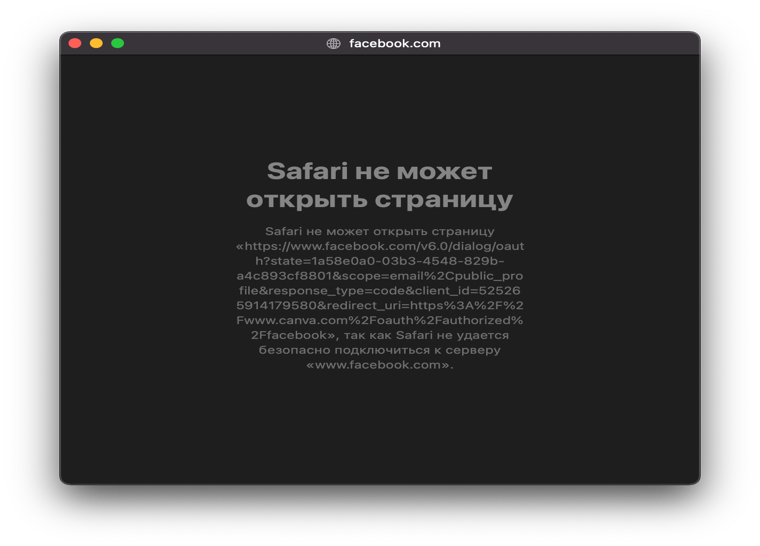 facebook.com
Safari не может
открыть страницу
Safari не может открыть страницу
«https://www.facebook.com/v6.0/dialog/oaut
h?state=1a58e0a0-03b3-4548-829b-
a4c893cf8801&scope=email%2Cpublic_pro
file&response_type=code&client_id=52526
5914179580&redirect_uri=https%3A%2F%2
Fwww.canva.com%2Foauth%2Fauthorized%
2Ffacebook», так как Safari не удается
безопасно подключиться к серверу
«www.facebook.com».